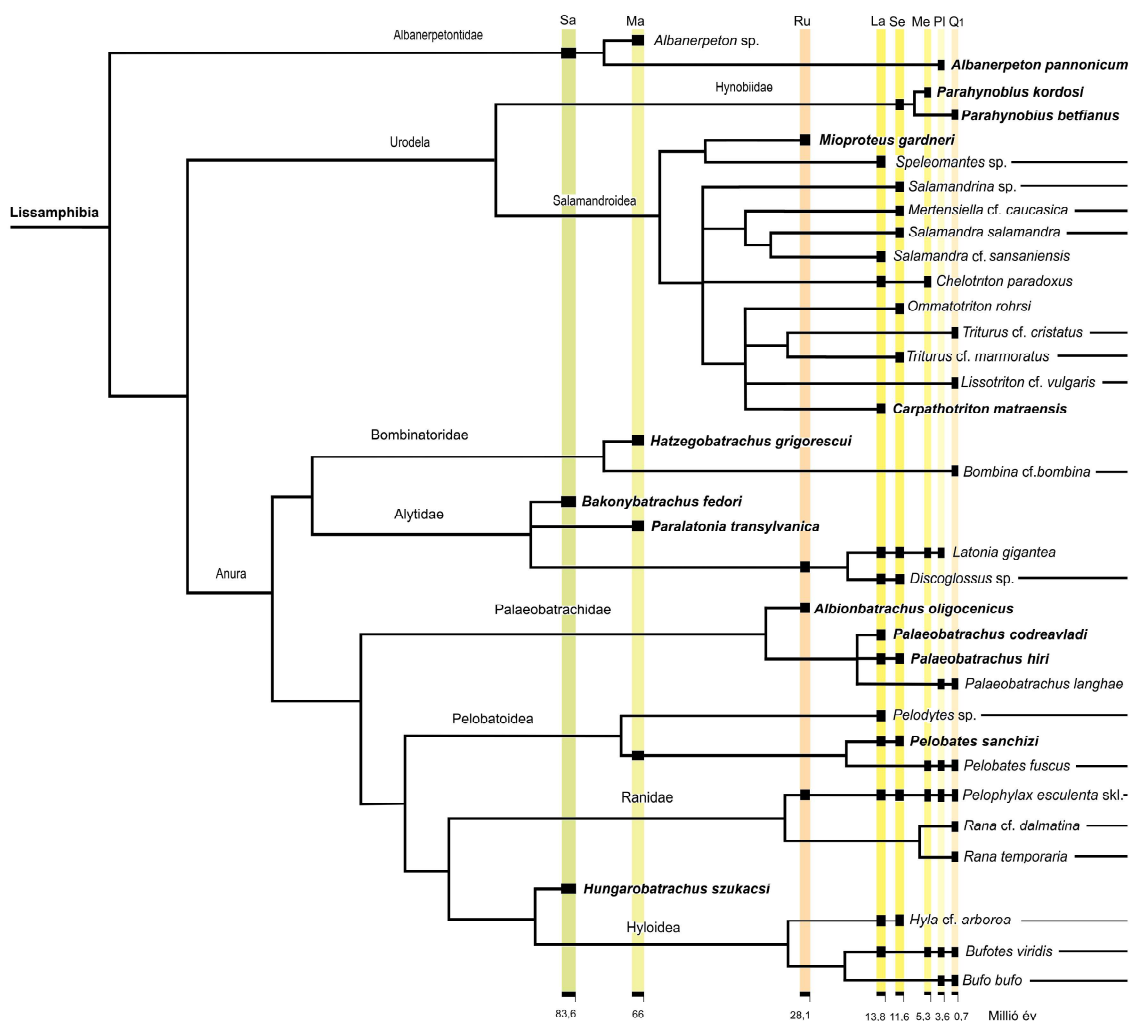 Sa Ma Ru La Se Me Pl Q1
Albanerpetontidae
Albanerpeton sp.
Albanerpeton pannonicum
Hynobiidae
Parahynobius kordosi
Parahynobius betfianus
Urodela
Mioproteus gardneri
Speleomantes sp.
Salamandrina sp.
Salamandroidea
Lissamphibia
Mertensiella cf. caucasica
Salamandra salamandra
Salamandra cf. sansaniensis
Chelotriton paradoxus
Ommatotriton rohrsi
Triturus cf. cristatus
Triturus cf. marmoratus
Lissotriton cf. vulgaris
Carpathotriton matraensis
Bombinatoridae
Hatzegobatrachus grigorescui
Bombina cf.bombina
Bakonybatrachus fedori
Alytidae
Paralatonia transylvanica
Latonia gigantea
Anura
Discoglossus sp.
Palaeobatrachidae
Albionbatrachus oligocenicus
Palaeobatrachus codreavladi
Palaeobatrachus hiri
Palaeobatrachus langhae
Pelobatoidea
Pelodytes sp.
Pelobates sanchizi
Pelobates fuscus
Ranidae
Pelophylax esculenta skl.
Rana cf. dalmatina
Rana temporaria
Hungarobatrachus szukacsi
Hyloidea
Hyla cf. arborea
Bufotes viridis
Bufo bufo
83,6 66 28,1 13,8 11,6 5,3 3,6 0,7 Millió év